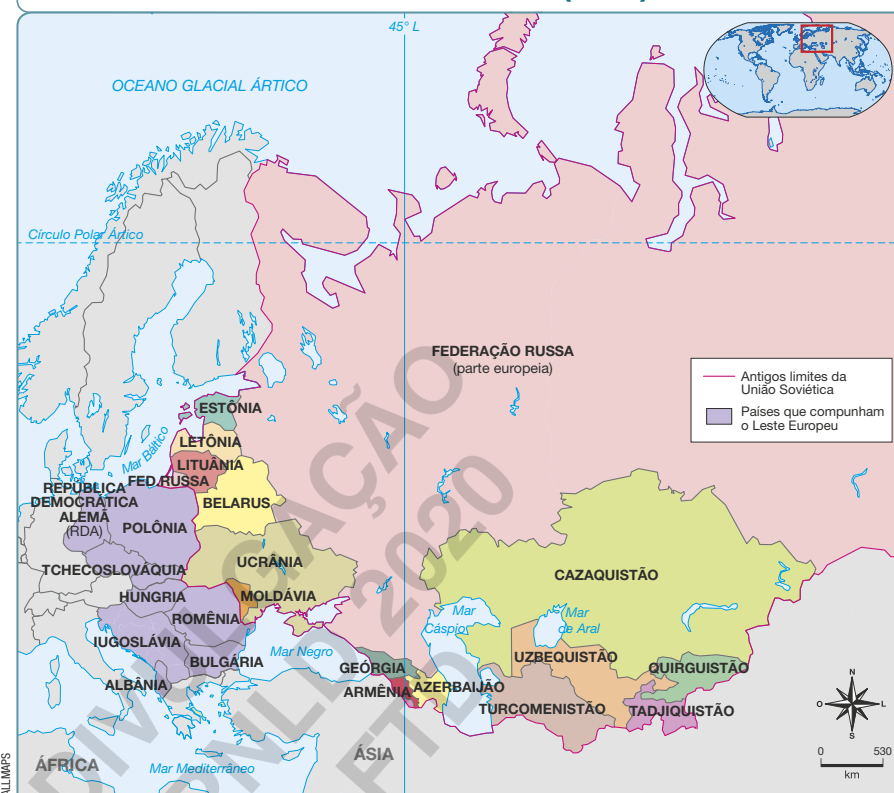 45° L
OCEANO GLACIAL ÁRTICO
Círculo Polar Ártico
FEDERAÇÃO RUSSA
(parte europeia)
Antigos limites da
União Soviética
Países que compunham
o Leste Europeu
ESTÔNIA
Mar Báltico
LETÔNIA
LITUÂNIA
FED.RUSSA
REPÚBLICA
DEMOCRÁTICA
ALEMÃ
(RDA)
BELARUS
POLÔNIA
UCRÂNIA
TCHECOSLOVÁQUIA
CAZAQUISTÃO
HUNGRIA
MOLDÁVIA
ROMÊNIA
Mar
Cáspio
Mar
de Aral
IUGOSLÁVIA
Mar Negro
UZBEQUISTÃO
BULGÁRIA
GEÓRGIA
QUIRGUISTÃO
ALBÂNIA
ARMÊNIA
AZERBAIJÃO
TURCOMENISTÃO
TADJIQUISTÃO
N
O
L
S
ÁFRICA
ÁSIA
Mar Mediterrâneo
0 530
km
ALLMAPS
DIVULGAÇÃO
PNLD 2020
FTD